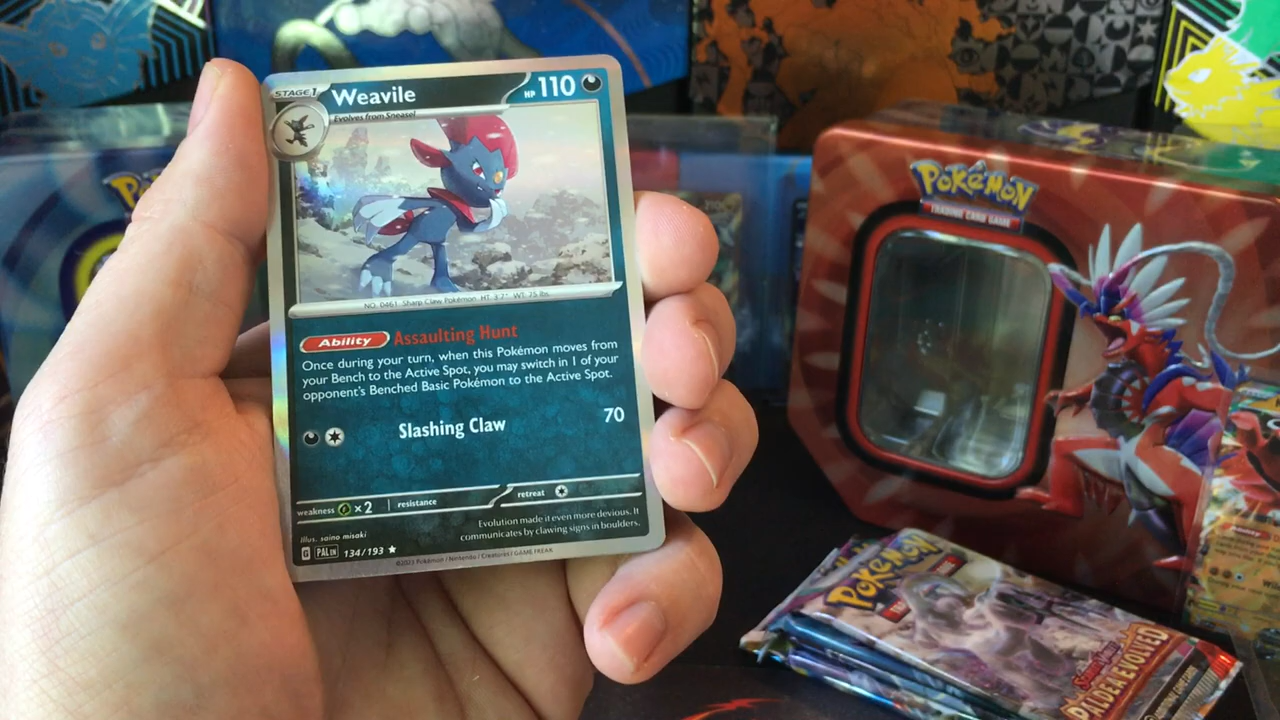 STAGE 1
Weavile
HP 110
Evolves from Sneasel
NO. 0461 Sharp Claw Pokémon HT: 3'7" WT: 75 lbs.
Ability Assaulting Hunt
Once during your turn, when this Pokémon moves from
your Bench to the Active Spot, you may switch in 1 of your
opponent's Benched Basic Pokémon to the Active Spot.
Slashing Claw 70
weakness ×2 resistance retreat
Illus. saino misaki
Evolution made it even more devious. It
communicates by clawing signs in boulders.
G PAL EN 134/193 ★
©2023 Pokémon / Nintendo / Creatures / GAME FREAK
POKéMON
TRADING CARD GAME
POKéMON
PALDEA EVOLVED